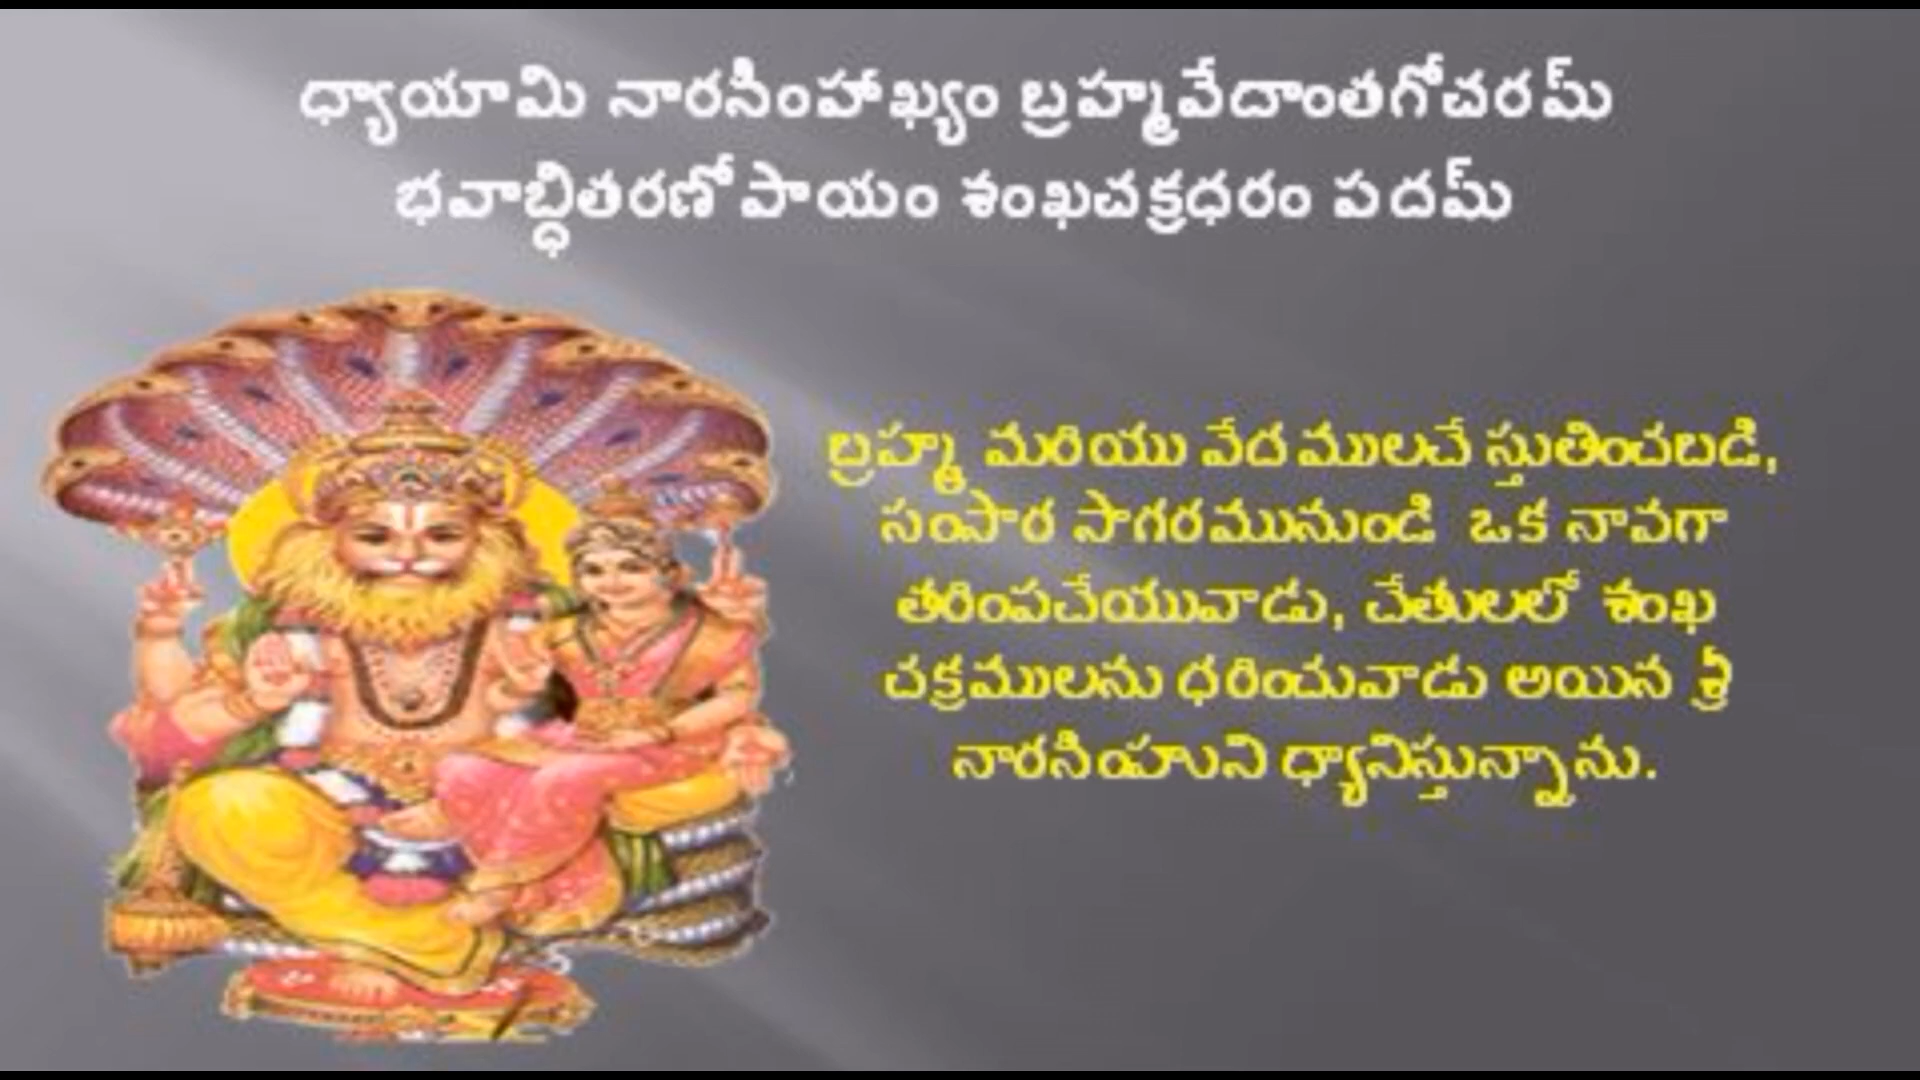 ధ్యాయామి నారసింహాఖ్యం బ్రహ్మవేదాంతగోచరమ్
భవాబ్ధితరణోపాయం శంఖచక్రధరం పదమ్
బ్రహ్మ మరియు వేదములచే స్తుతించబడి,
సంసార సాగరమునుండి ఒక నావగా
తరింపచేయువాడు, చేతులలో శంఖ
చక్రములను ధరించువాడు అయిన శ్రీ
నారసింహుని ధ్యానిస్తున్నాను.